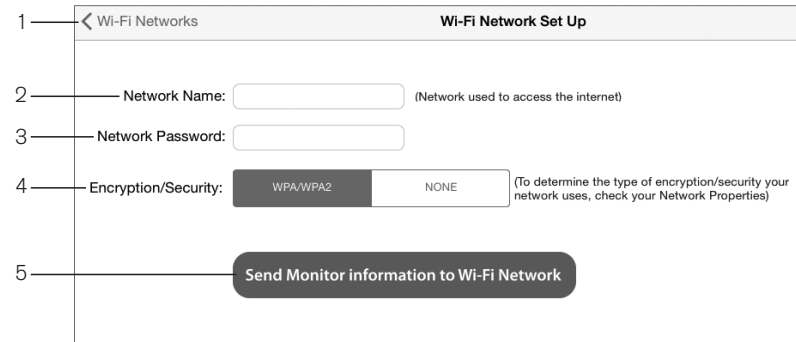 1 Wi-Fi Networks Wi-Fi Network Set Up
2 Network Name: (Network used to access the internet)
3 Network Password:
4 Encryption/Security: WPA/WPA2 NONE (To determine the type of encryption/security your
network uses, check your Network Properties)
5 Send Monitor information to Wi-Fi Network